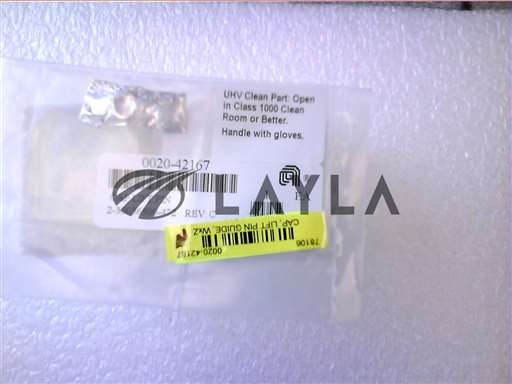 UHV Clean Part: Open
in Class 1000 Clean
Room or Better.
Handle with gloves.
0020-42167
REV C
EA
LAYLA
CAP, LIFT PIN GUIDE, WxZ
78106
0020-42167